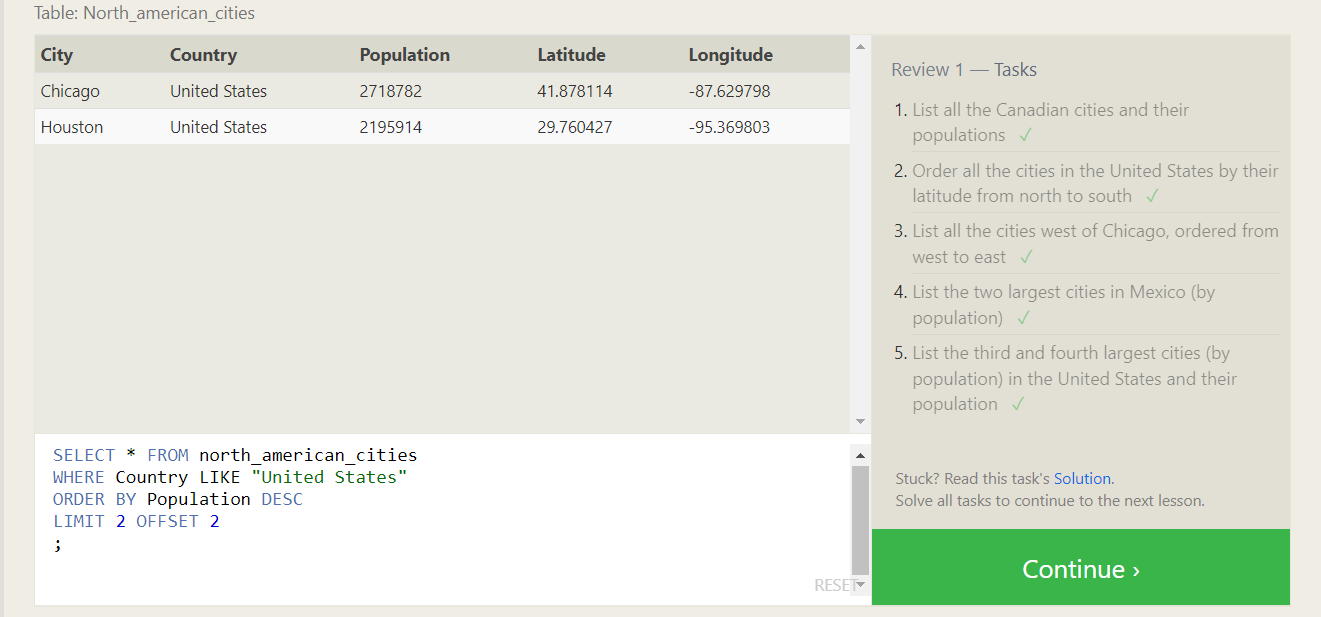 Table: North_american_cities
City Country Population Latitude Longitude
Chicago United States 2718782 41.878114 -87.629798
Houston United States 2195914 29.760427 -95.369803
SELECT * FROM north_american_cities
WHERE Country LIKE "United States"
ORDER BY Population DESC
LIMIT 2 OFFSET 2
;
RESET
Review 1 — Tasks
1. List all the Canadian cities and their
populations ✓
2. Order all the cities in the United States by their
latitude from north to south ✓
3. List all the cities west of Chicago, ordered from
west to east ✓
4. List the two largest cities in Mexico (by
population) ✓
5. List the third and fourth largest cities (by
population) in the United States and their
population ✓
Stuck? Read this task's Solution.
Solve all tasks to continue to the next lesson.
Continue ›